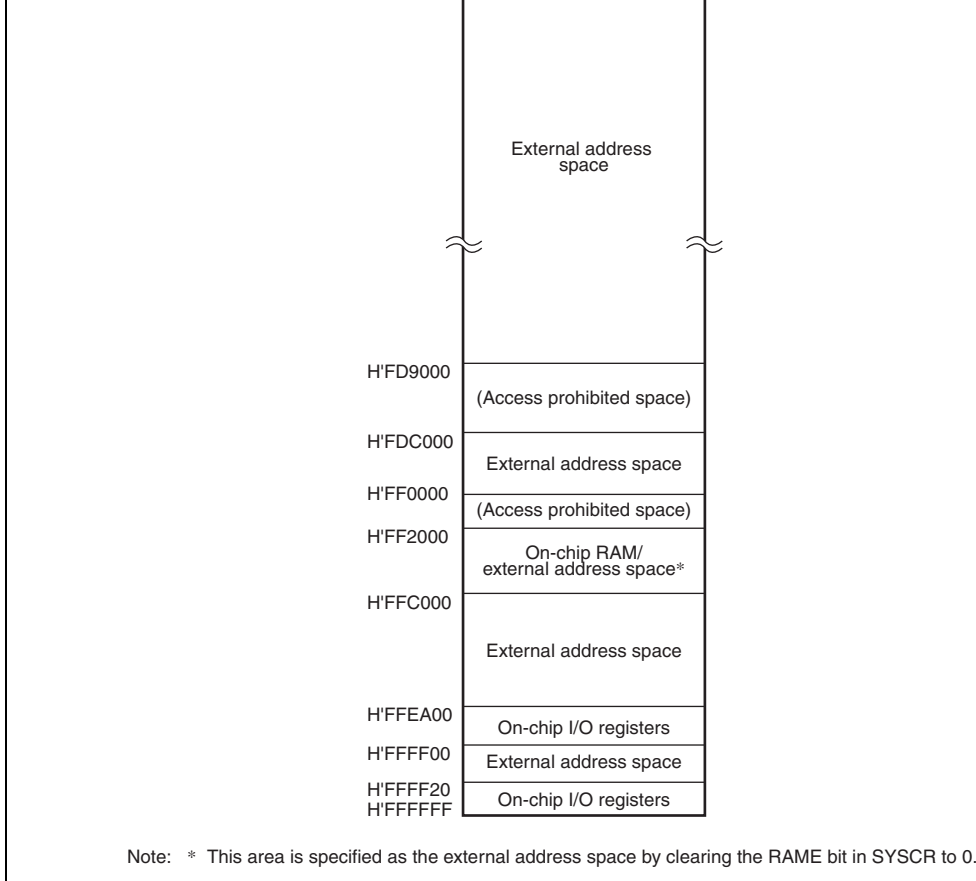 External address
space
H'FD9000
(Access prohibited space)
H'FDC000
External address space
H'FF0000
(Access prohibited space)
H'FF2000
On-chip RAM/
external address space*
H'FFC000
External address space
H'FFEA00
On-chip I/O registers
H'FFFF00
External address space
H'FFFF20
On-chip I/O registers
H'FFFFFF
Note: * This area is specified as the external address space by clearing the RAME bit in SYSCR to 0.